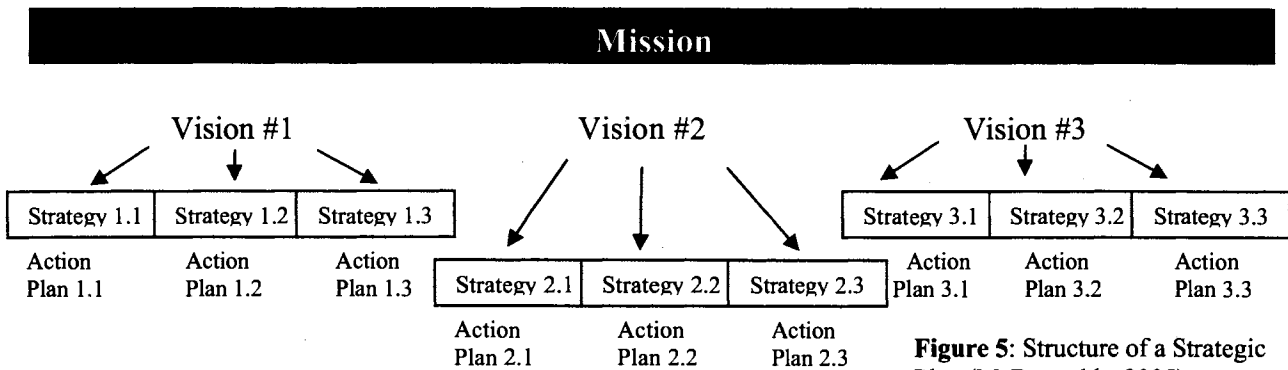 Mission
Vision #1
Vision #2
Vision #3
Strategy 1.1 Strategy 1.2 Strategy 1.3
Strategy 3.1 Strategy 3.2 Strategy 3.3
Action Action Action
Plan 1.1 Plan 1.2 Plan 1.3
Action Action Action
Plan 3.1 Plan 3.2 Plan 3.3
Strategy 2.1 Strategy 2.2 Strategy 2.3
Action Action Action
Plan 2.1 Plan 2.2 Plan 2.3
Figure 5: Structure of a Strategic